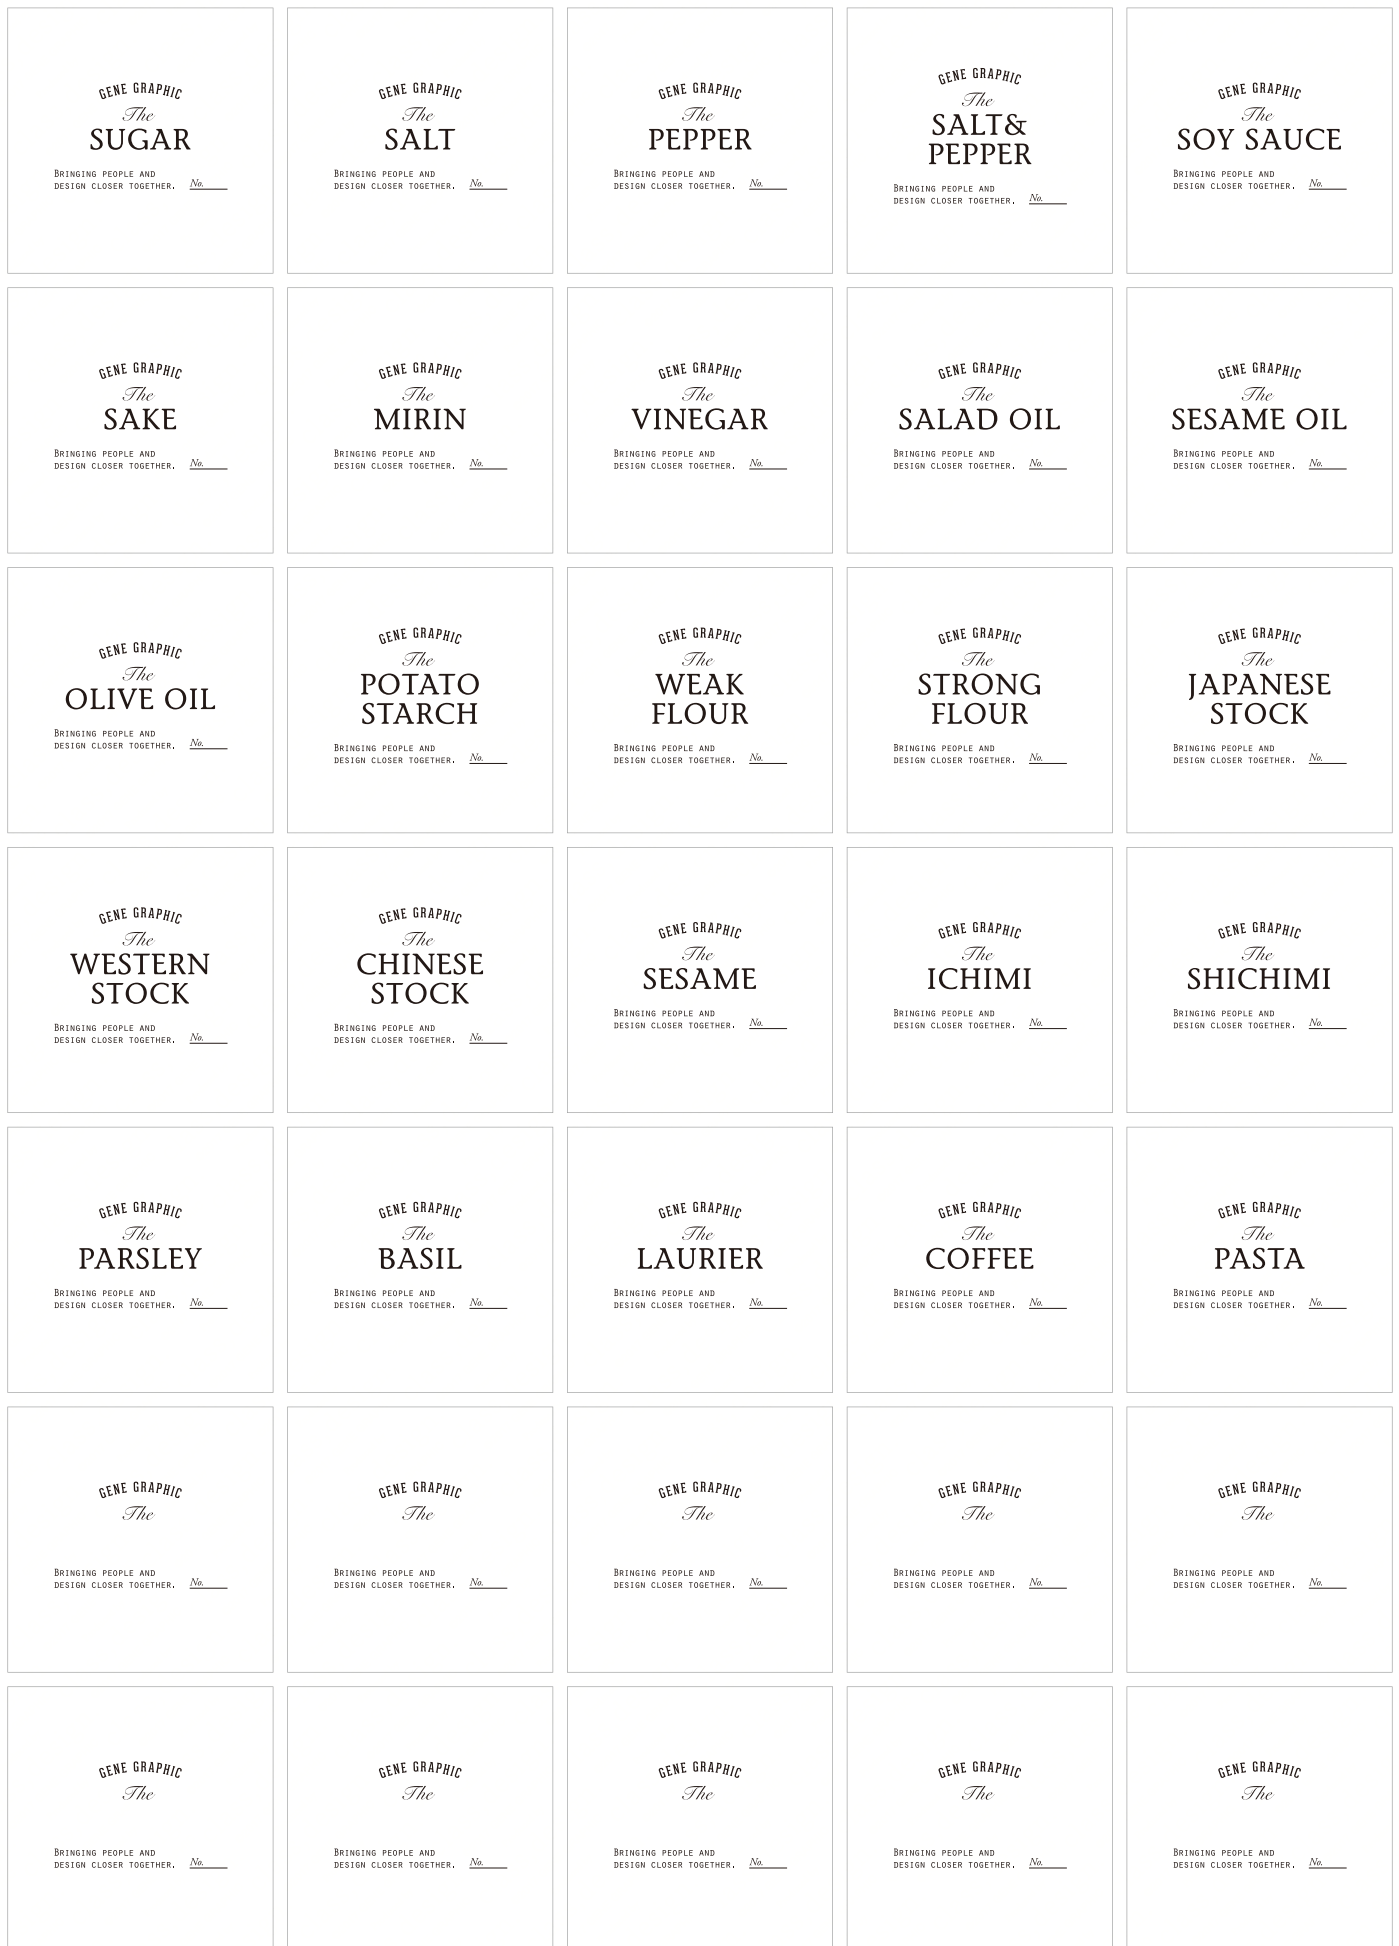 GENE GRAPHIC
The
SUGAR
Bringing people and
design closer together. No.
GENE GRAPHIC
The
SALT
Bringing people and
design closer together. No.
GENE GRAPHIC
The
PEPPER
Bringing people and
design closer together. No.
GENE GRAPHIC
The
SALT&
PEPPER
Bringing people and
design closer together. No.
GENE GRAPHIC
The
SOY SAUCE
Bringing people and
design closer together. No.
GENE GRAPHIC
The
SAKE
Bringing people and
design closer together. No.
GENE GRAPHIC
The
MIRIN
Bringing people and
design closer together. No.
GENE GRAPHIC
The
VINEGAR
Bringing people and
design closer together. No.
GENE GRAPHIC
The
SALAD OIL
Bringing people and
design closer together. No.
GENE GRAPHIC
The
SESAME OIL
Bringing people and
design closer together. No.
GENE GRAPHIC
The
OLIVE OIL
Bringing people and
design closer together. No.
GENE GRAPHIC
The
POTATO
STARCH
Bringing people and
design closer together. No.
GENE GRAPHIC
The
WEAK
FLOUR
Bringing people and
design closer together. No.
GENE GRAPHIC
The
STRONG
FLOUR
Bringing people and
design closer together. No.
GENE GRAPHIC
The
JAPANESE
STOCK
Bringing people and
design closer together. No.
GENE GRAPHIC
The
WESTERN
STOCK
Bringing people and
design closer together. No.
GENE GRAPHIC
The
CHINESE
STOCK
Bringing people and
design closer together. No.
GENE GRAPHIC
The
SESAME
Bringing people and
design closer together. No.
GENE GRAPHIC
The
ICHIMI
Bringing people and
design closer together. No.
GENE GRAPHIC
The
SHICHIMI
Bringing people and
design closer together. No.
GENE GRAPHIC
The
PARSLEY
Bringing people and
design closer together. No.
GENE GRAPHIC
The
BASIL
Bringing people and
design closer together. No.
GENE GRAPHIC
The
LAURIER
Bringing people and
design closer together. No.
GENE GRAPHIC
The
COFFEE
Bringing people and
design closer together. No.
GENE GRAPHIC
The
PASTA
Bringing people and
design closer together. No.
GENE GRAPHIC
The
Bringing people and
design closer together. No.
GENE GRAPHIC
The
Bringing people and
design closer together. No.
GENE GRAPHIC
The
Bringing people and
design closer together. No.
GENE GRAPHIC
The
Bringing people and
design closer together. No.
GENE GRAPHIC
The
Bringing people and
design closer together. No.
GENE GRAPHIC
The
Bringing people and
design closer together. No.
GENE GRAPHIC
The
Bringing people and
design closer together. No.
GENE GRAPHIC
The
Bringing people and
design closer together. No.
GENE GRAPHIC
The
Bringing people and
design closer together. No.
GENE GRAPHIC
The
Bringing people and
design closer together. No.